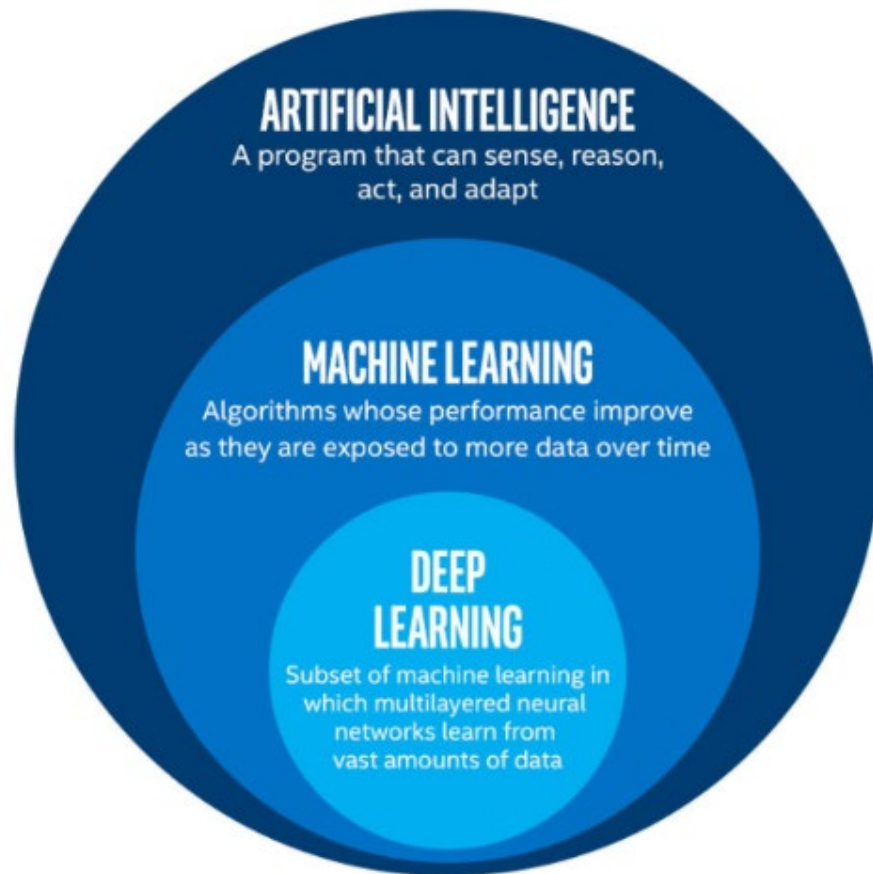 ARTIFICIAL INTELLIGENCE
A program that can sense, reason,
act, and adapt
MACHINE LEARNING
Algorithms whose performance improve
as they are exposed to more data over time
DEEP
LEARNING
Subset of machine learning in
which multilayered neural
networks learn from
vast amounts of data